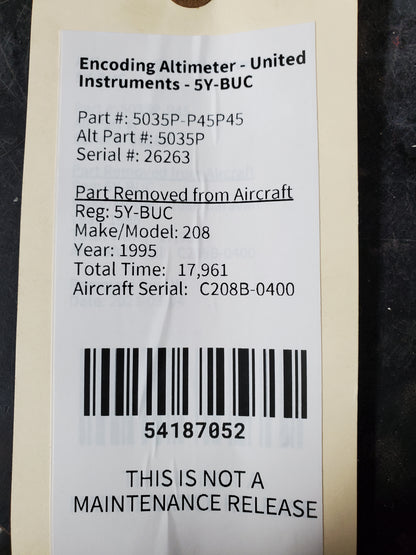 Encoding Altimeter - United
Instruments - 5Y-BUC
Part #: 5035P-P45P45
Alt Part #: 5035P
Serial #: 26263
Part Removed from Aircraft
Reg: 5Y-BUC
Make/Model: 208
Year: 1995
Total Time: 17,961
Aircraft Serial: C208B-0400
54187052
THIS IS NOT A
MAINTENANCE RELEASE